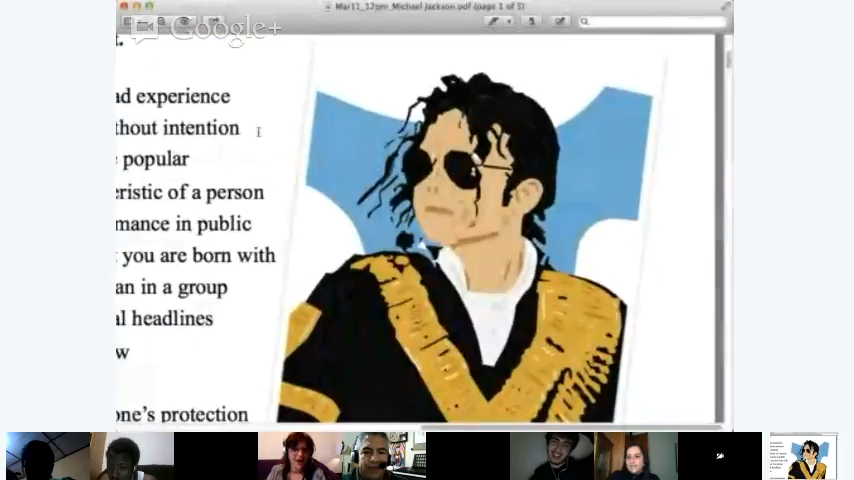 Mar11_12pm_Michael Jackson.pdf (page 1 of 5)
Google+
t.
ad experience
thout intention
popular
eristic of a person
mance in public
you are born with
an in a group
al headlines
w
one's protection